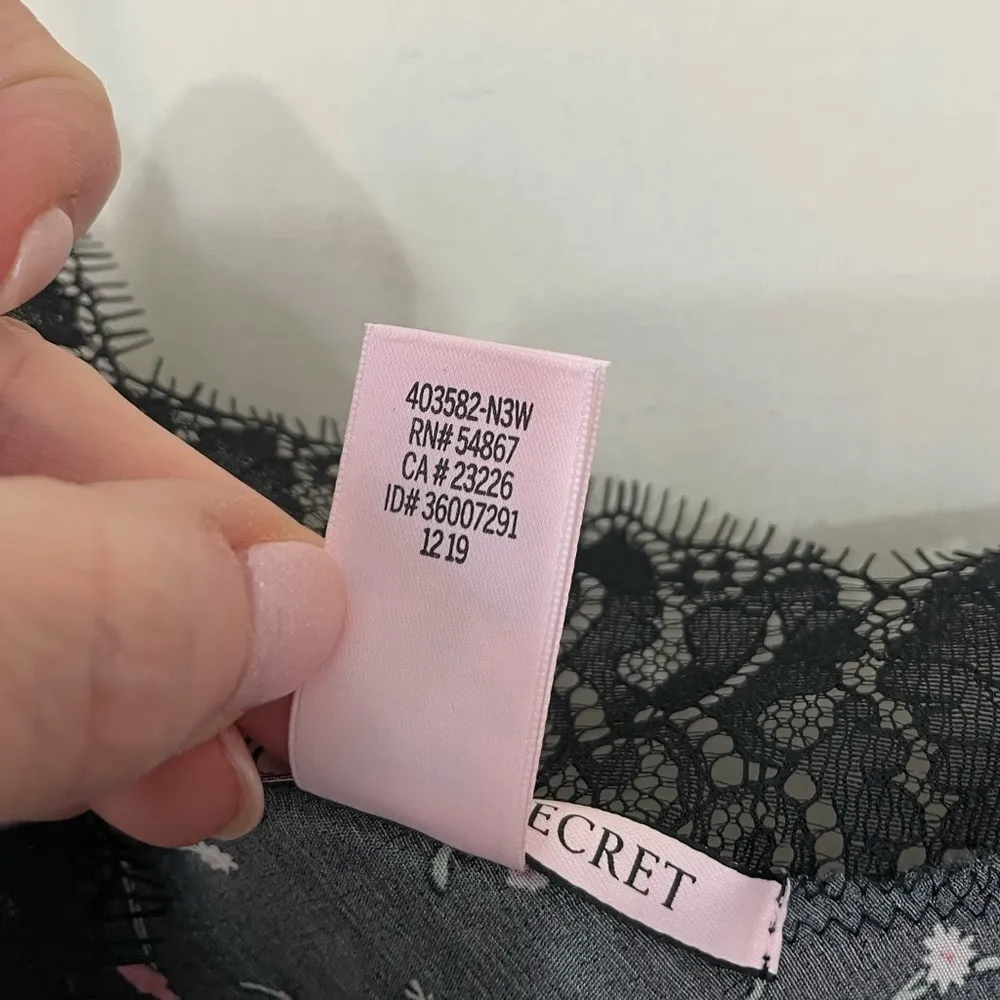 403582-N3W
RN# 54867
CA # 23226
ID# 36007291
12 19
ECRET